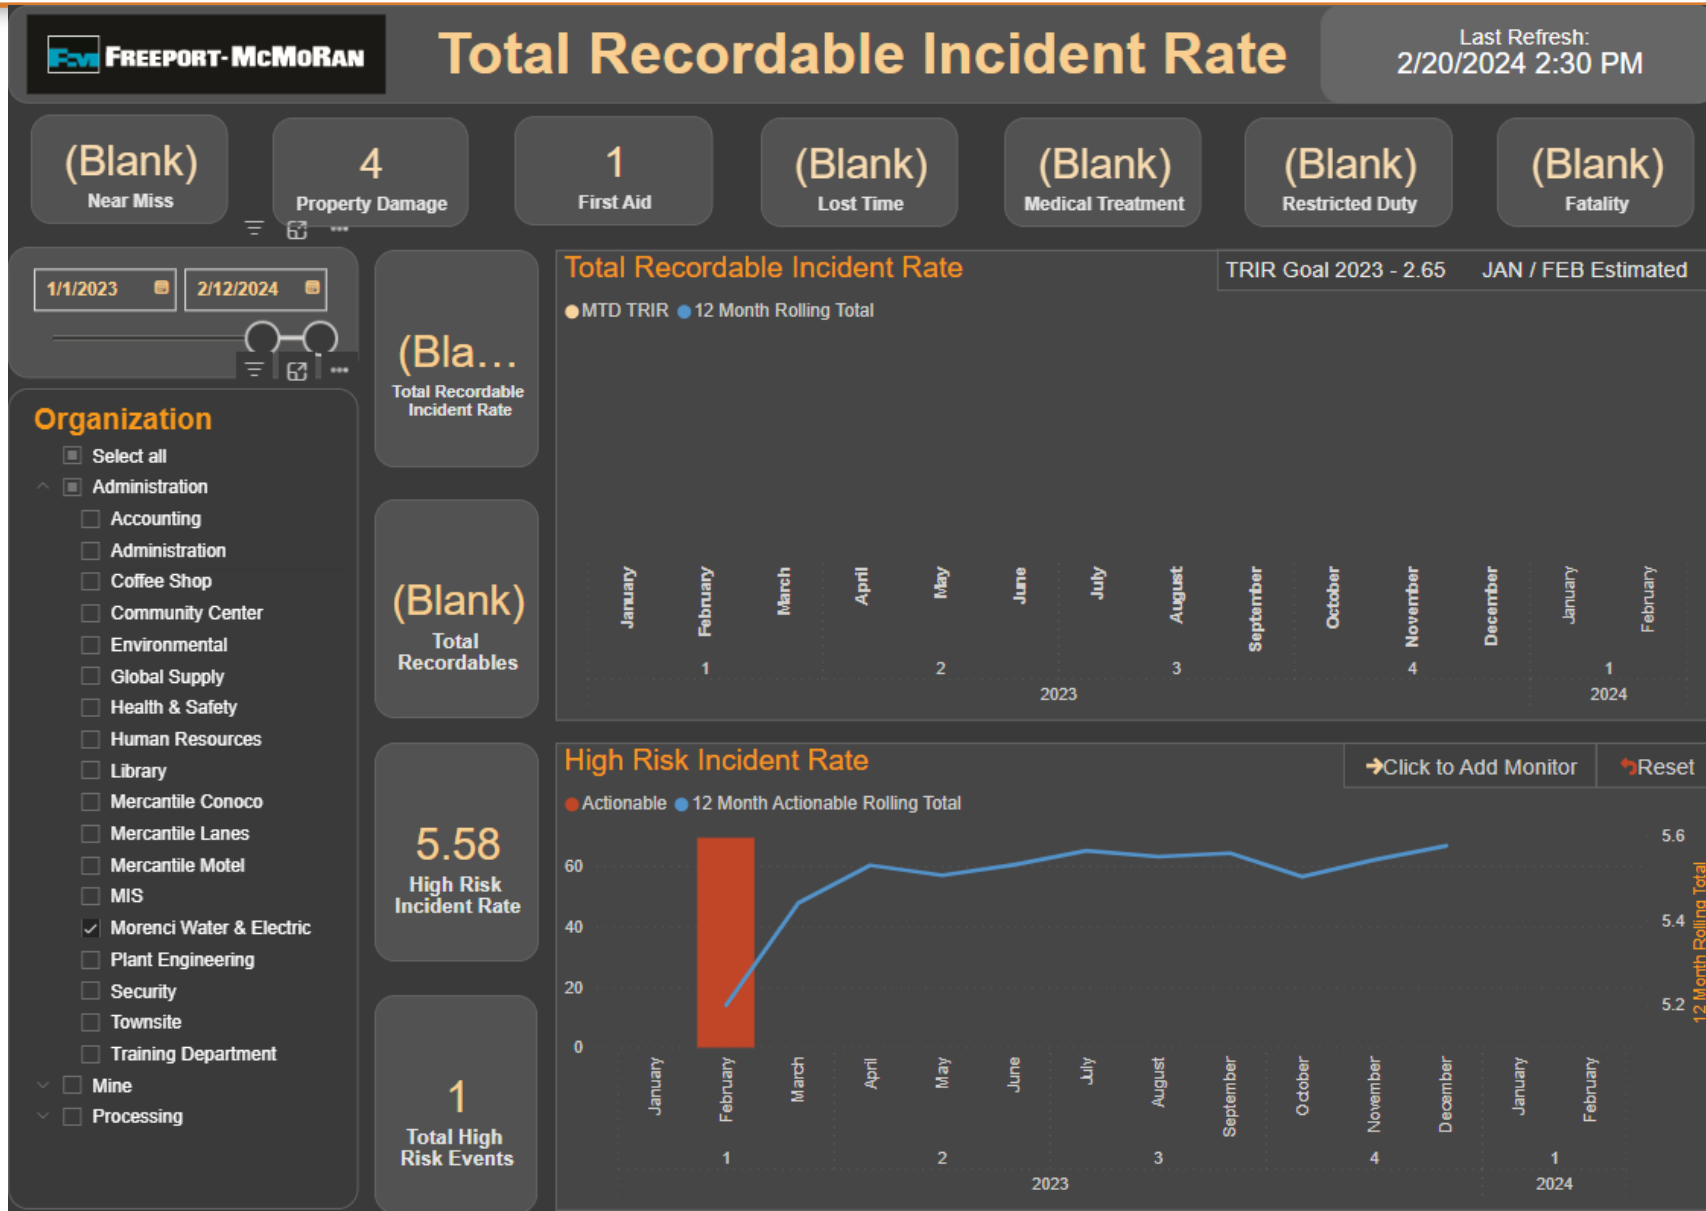 FCX FREEPORT-MCMORAN
Total Recordable Incident Rate
Last Refresh:
2/20/2024 2:30 PM
(Blank)
Near Miss
4
Property Damage
1
First Aid
(Blank)
Lost Time
(Blank)
Medical Treatment
(Blank)
Restricted Duty
(Blank)
Fatality
1/1/2023
2/12/2024
Organization
Select all
Administration
Accounting
Administration
Coffee Shop
Community Center
Environmental
Global Supply
Health & Safety
Human Resources
Library
Mercantile Conoco
Mercantile Lanes
Mercantile Motel
MIS
Morenci Water & Electric
Plant Engineering
Security
Townsite
Training Department
Mine
Processing
(Bla...
Total Recordable
Incident Rate
(Blank)
Total
Recordables
5.58
High Risk
Incident Rate
1
Total High
Risk Events
Total Recordable Incident Rate
TRIR Goal 2023 - 2.65 JAN / FEB Estimated
MTD TRIR 12 Month Rolling Total
January February March April May June July August September October November December January February
1 2 3 4 1
2023 2024
High Risk Incident Rate
Click to Add Monitor
Reset
Actionable 12 Month Actionable Rolling Total
60
40
20
0
5.6
5.4
5.2
12 Month Rolling Total
January February March April May June July August September October November December January February
1 2 3 4 1
2023 2024